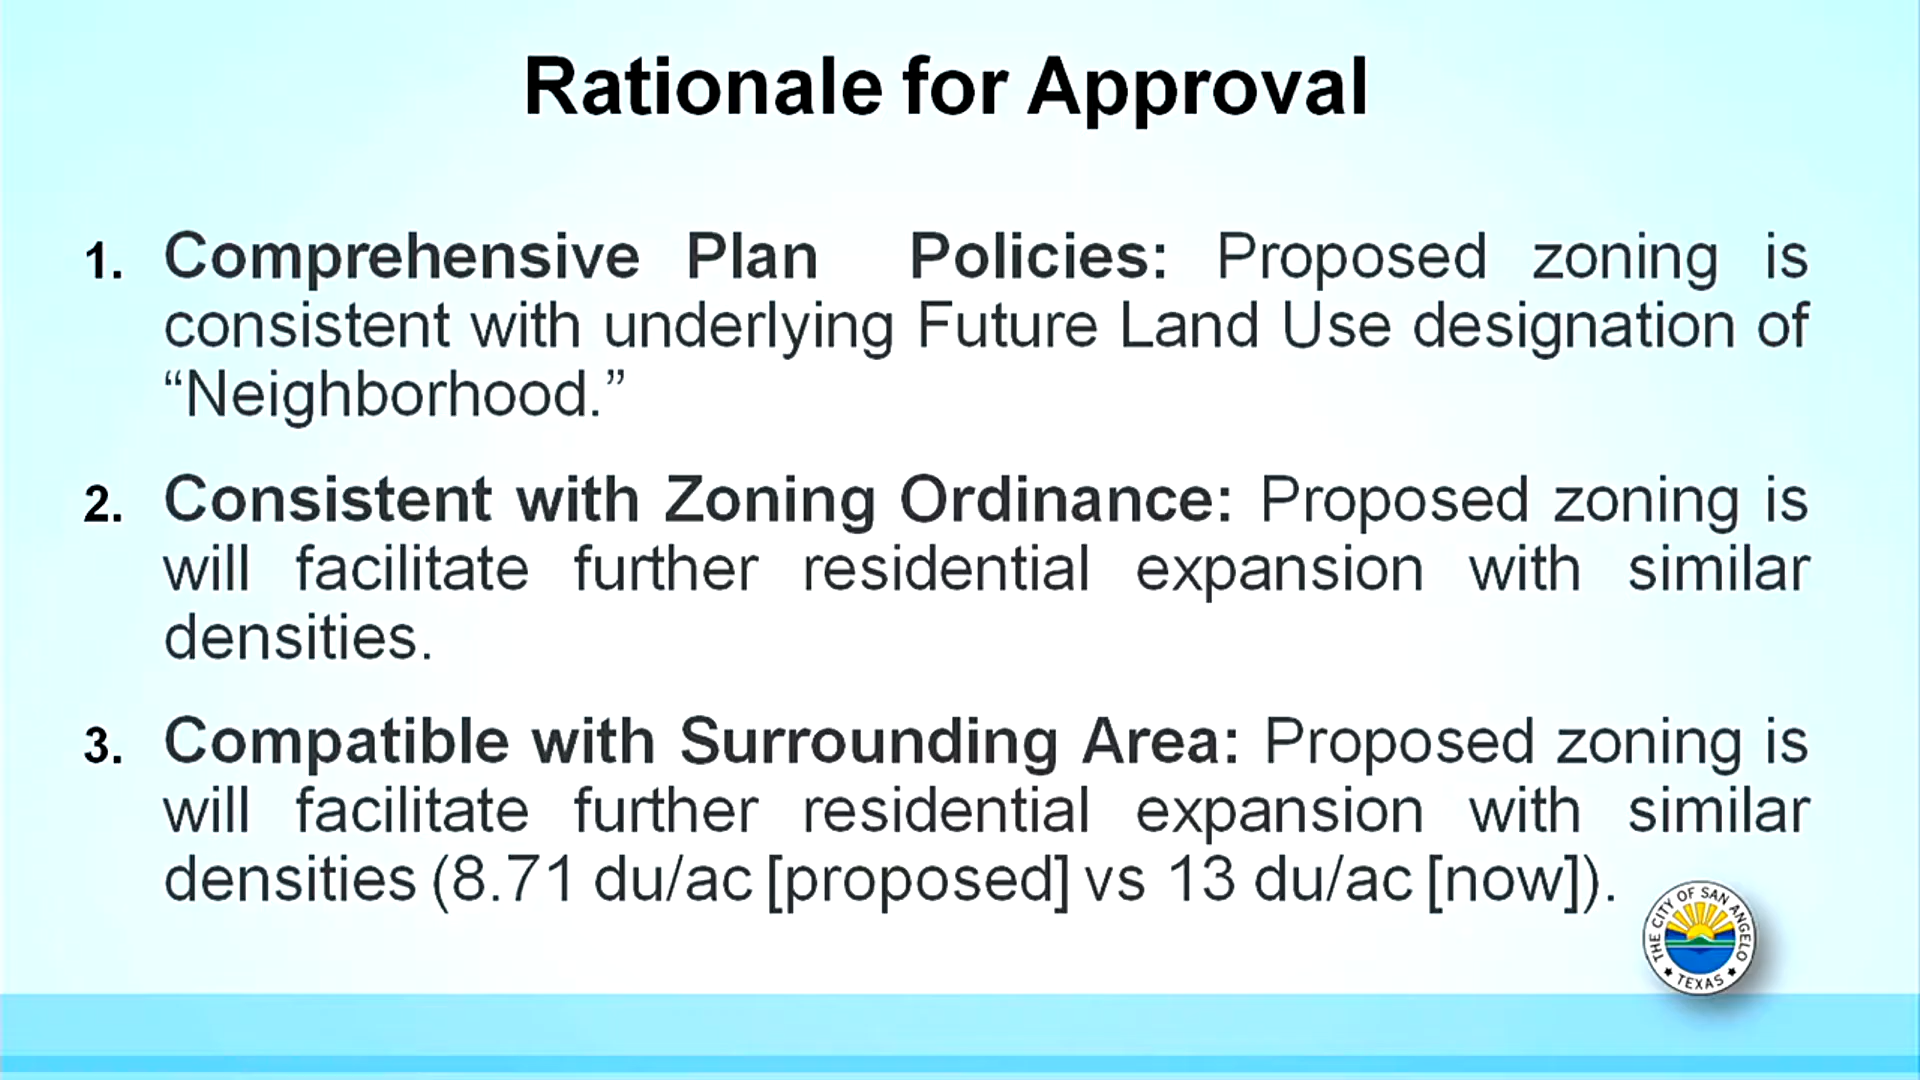 Rationale for Approval
1. Comprehensive Plan Policies: Proposed zoning is
consistent with underlying Future Land Use designation of
“Neighborhood.”
2. Consistent with Zoning Ordinance: Proposed zoning is
will facilitate further residential expansion with similar
densities.
3. Compatible with Surrounding Area: Proposed zoning is
will facilitate further residential expansion with similar
densities (8.71 du/ac [proposed] vs 13 du/ac [now]).
THE CITY OF SAN ANGELO
TEXAS